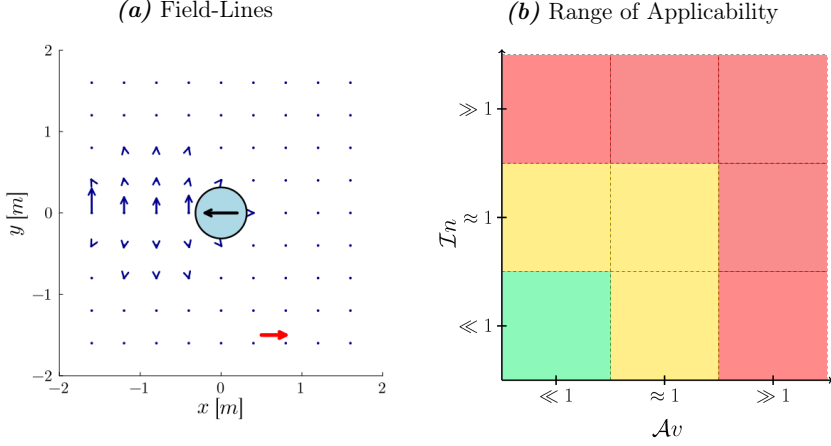 (a) Field-Lines
2
1
0
−1
−2
−2
−1
0
1
2
x [m]
y [m]
(b) Range of Applicability
≫ 1
≈ 1
≪ 1
≪ 1
≈ 1
≫ 1
𝓘n
𝓐v